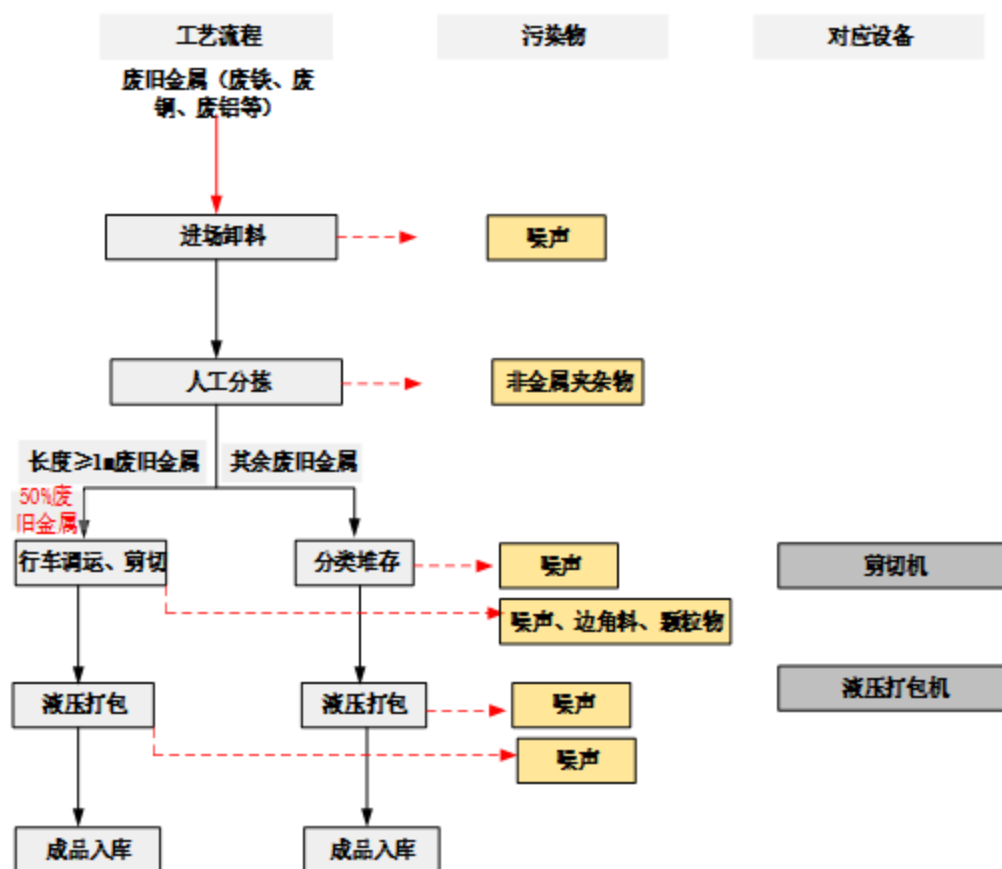 工艺流程
污染物
对应设备
废旧金属（废铁、废
铜、废铝等）
进场卸料
噪声
人工分拣
非金属夹杂物
长度≥1m废旧金属
其余废旧金属
50%废
旧金属
行车调运、剪切
分类堆存
噪声
剪切机
噪声、边角料、颗粒物
液压打包
液压打包
噪声
液压打包机
噪声
成品入库
成品入库